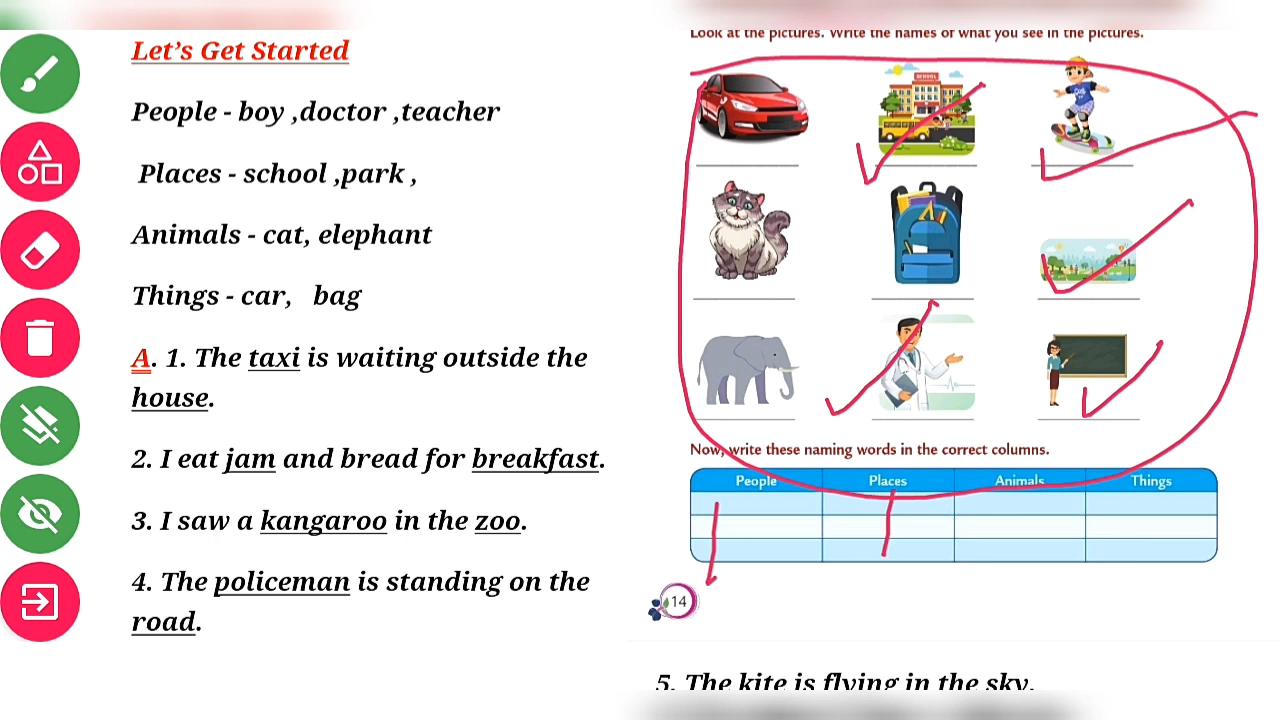 Let's Get Started
People - boy ,doctor ,teacher
Places - school ,park ,
Animals - cat, elephant
Things - car, bag
A. 1. The taxi is waiting outside the
house.
2. I eat jam and bread for breakfast.
3. I saw a kangaroo in the zoo.
4. The policeman is standing on the
road.
Look at the pictures. Write the names of what you see in the pictures.
SCHOOL
Now, write these naming words in the correct columns.
People Places Animals Things
14
5. The kite is flying in the sky.